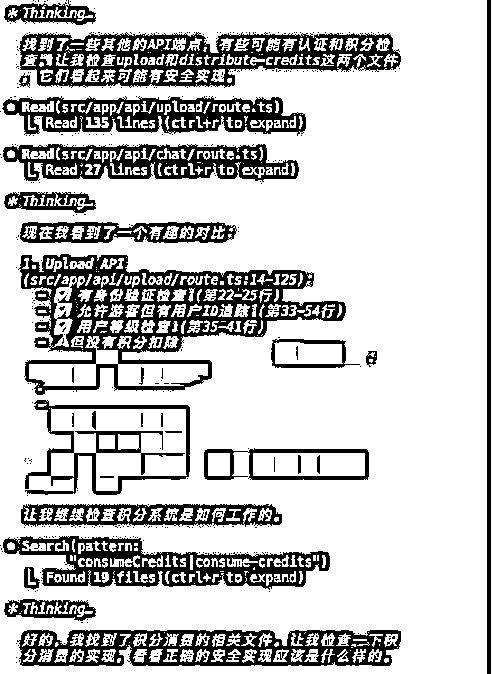 * Thinking…
找到了一些其他的API端点，有些可能有认证和积分检
查。让我检查upload和distribute-credits这两个文件
，它们看起来可能有安全实现。
● Read(src/app/api/upload/route.ts)
⎿ Read 135 lines (ctrl+r to expand)
● Read(src/app/api/chat/route.ts)
⎿ Read 27 lines (ctrl+r to expand)
* Thinking…
现在我看到了一个有趣的对比：
1. Upload API
(src/app/api/upload/route.ts:14-125):
- ☑ 有身份验证检查 (第22-25行)
- ☑ 允许游客但有用户ID追踪 (第33-54行)
- ☑ 用户等级检查 (第35-41行)
- ⚠ 但没有积分扣除
让我继续检查积分系统是如何工作的。
● Search(pattern:
"consumeCredits|consume-credits")
⎿ Found 19 files (ctrl+r to expand)
* Thinking…
好的，我找到了积分消费的相关文件。让我检查一下积
分消费的实现，看看正确的安全实现应该是什么样的。